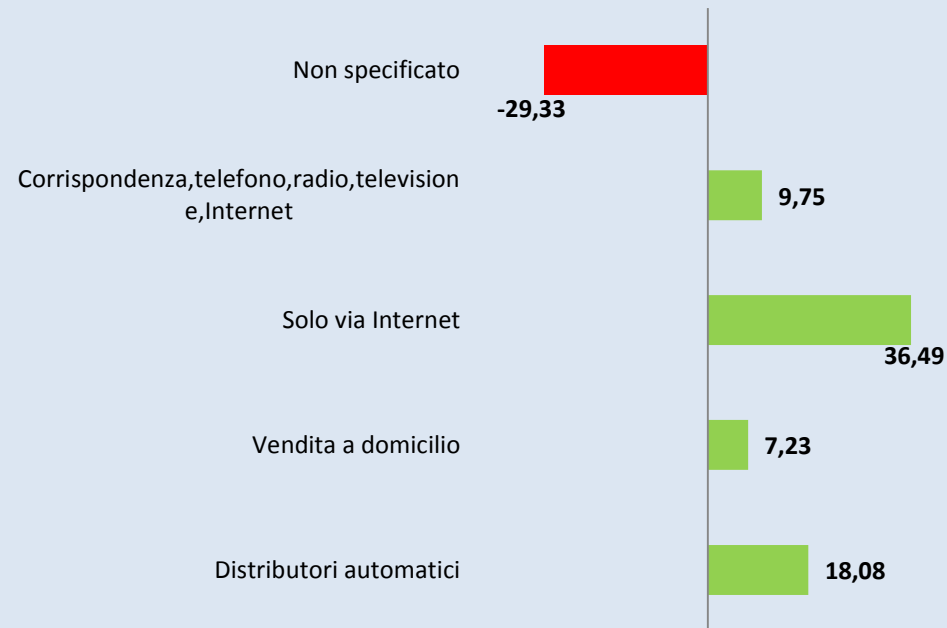 Non specificato
-29,33
Corrispondenza,telefono,radio,television
e,Internet
9,75
Solo via Internet
36,49
Vendita a domicilio
7,23
Distributori automatici
18,08